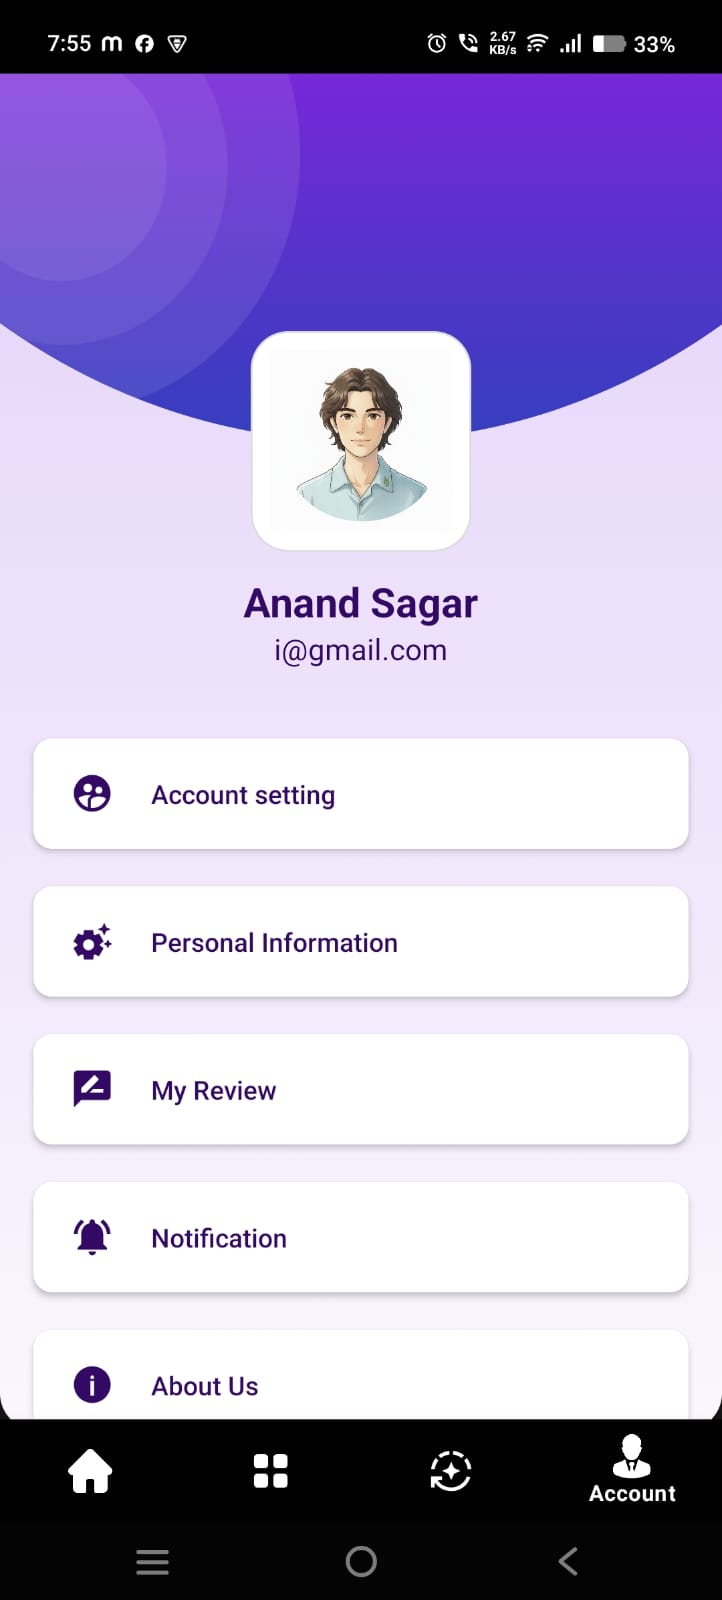 7:55 m 2.67 KB/s 33%
Anand Sagar
i@gmail.com
Account setting
Personal Information
My Review
Notification
About Us
Account